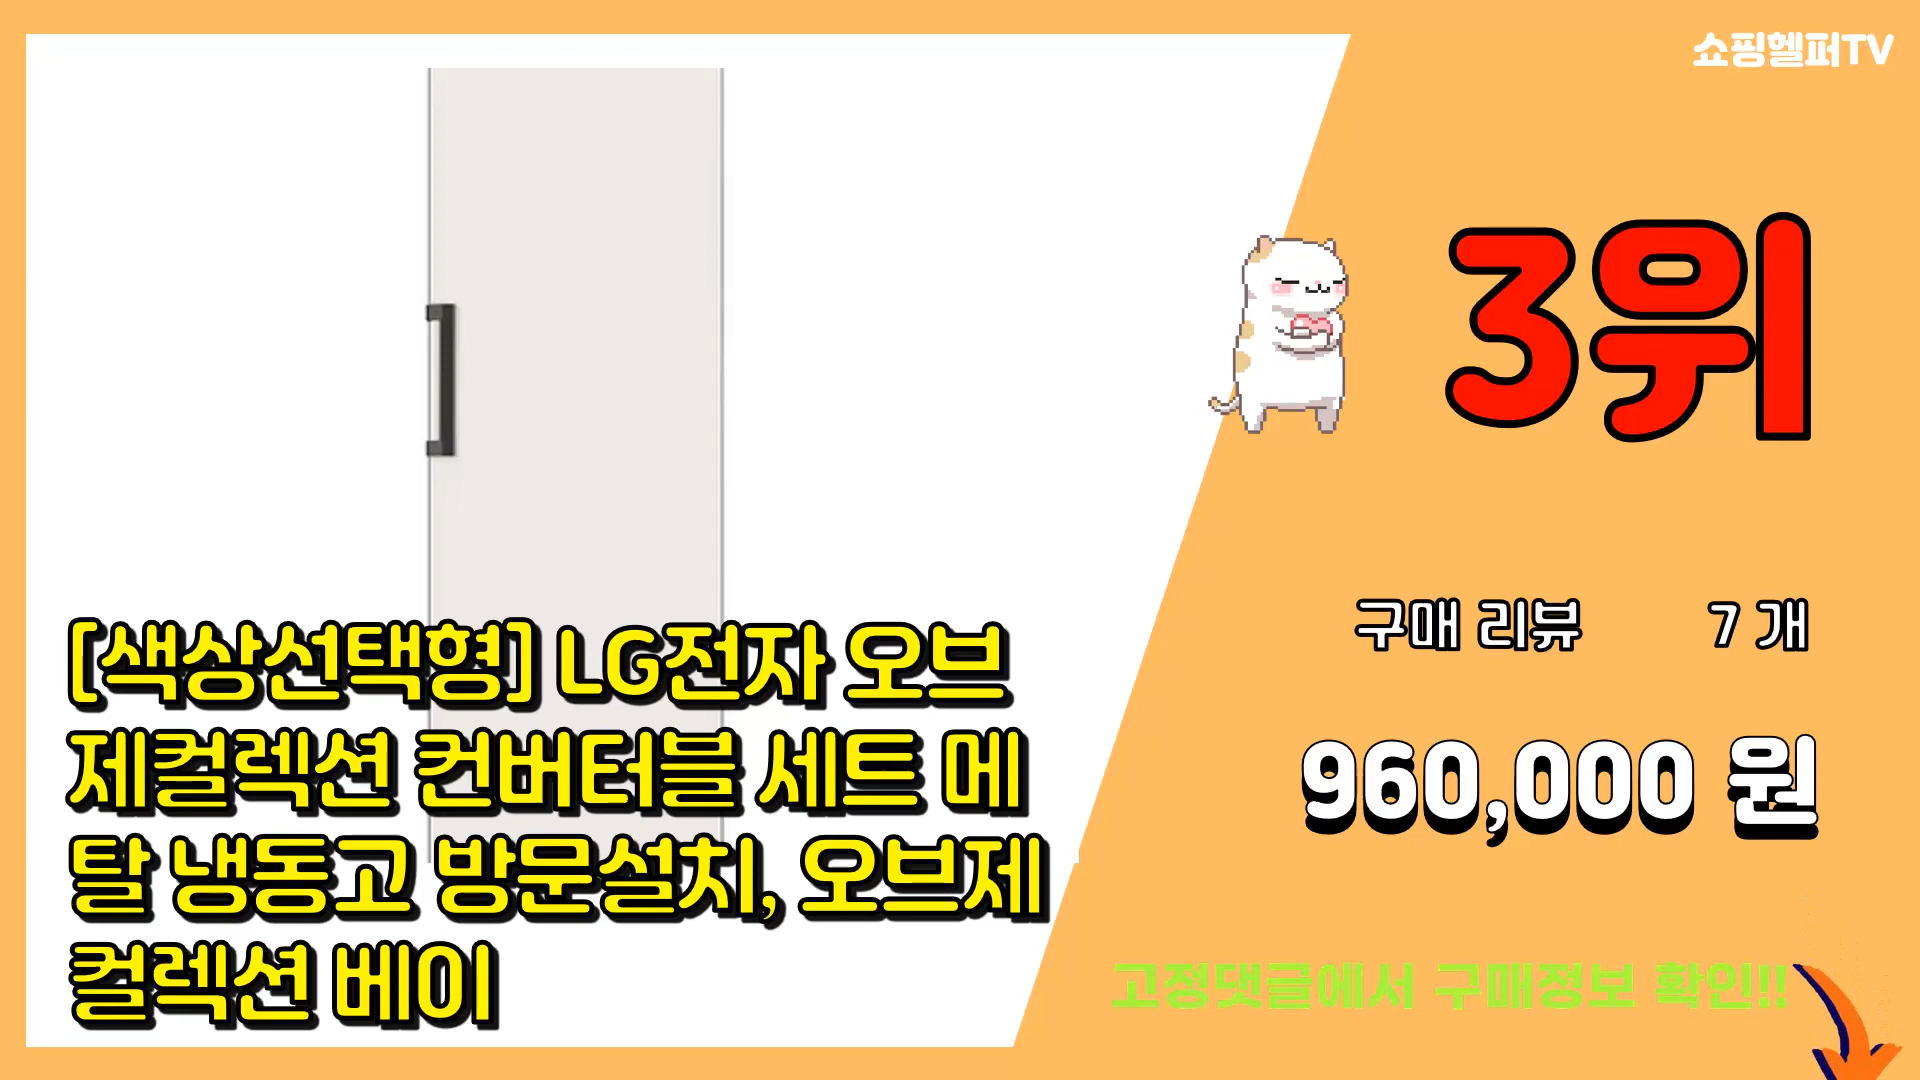 쇼핑헬퍼TV
3위
[색상선택형] LG전자 오브
제컬렉션 컨버터블 세트 메
탈 냉동고 방문설치, 오브제
컬렉션 베이
구매 리뷰 7 개
960,000 원
고정댓글에서 구매정보 확인!!